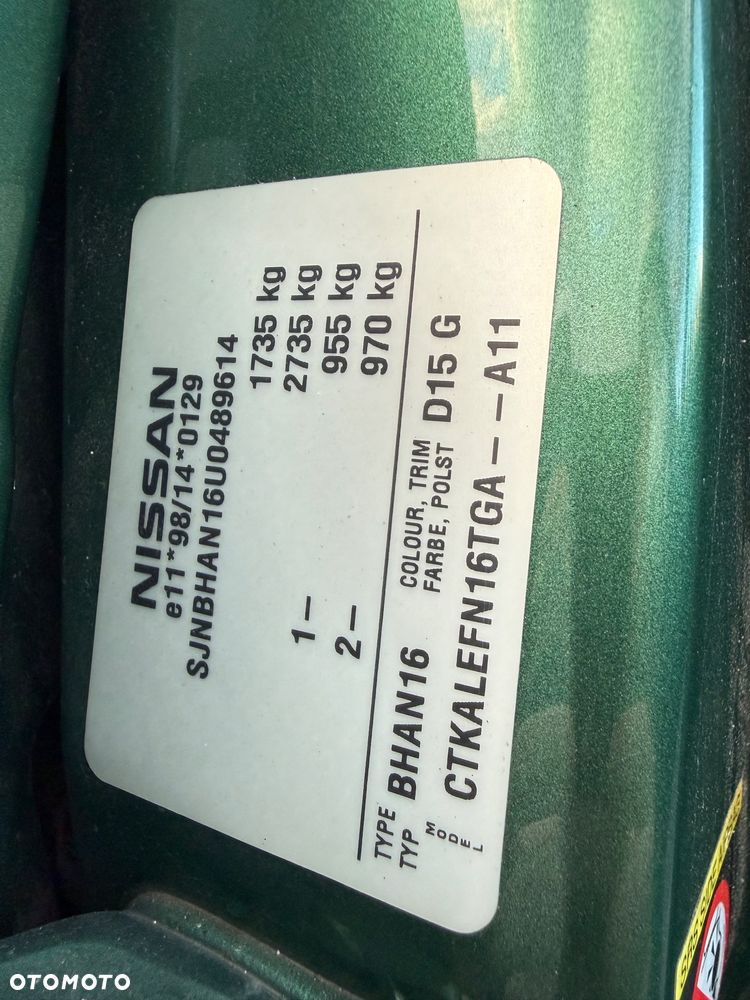 NISSAN
e11*98/14*0129
SJNBHAN16U0489614
1735 kg
2735 kg
1- 955 kg
2- 970 kg
TYPE
TYP
BHAN16
COLOUR, TRIM
FARBE, POLST
D15 G
MODEL
CTKALEFN16TGA--A11
OTOMOTO